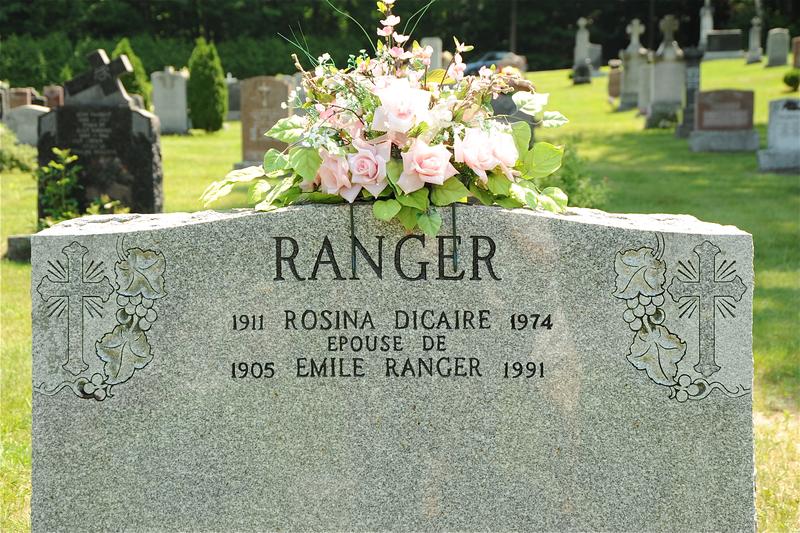 RANGER
1911 ROSINA DICAIRE 1974
EPOUSE DE
1905 EMILE RANGER 1991